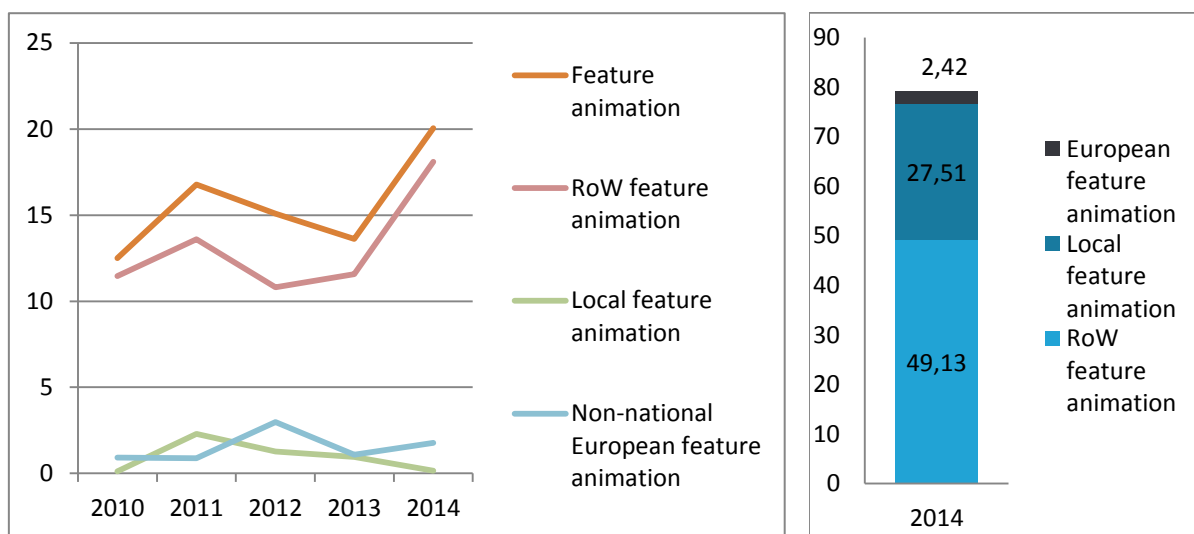 25
20
15
10
5
0
2010 2011 2012 2013 2014
Feature
animation
RoW feature
animation
Local feature
animation
Non-national
European feature
animation
90
80
70
60
50
40
30
20
10
0
2,42
27,51
49,13
2014
European
feature
animation
Local
feature
animation
RoW
feature
animation